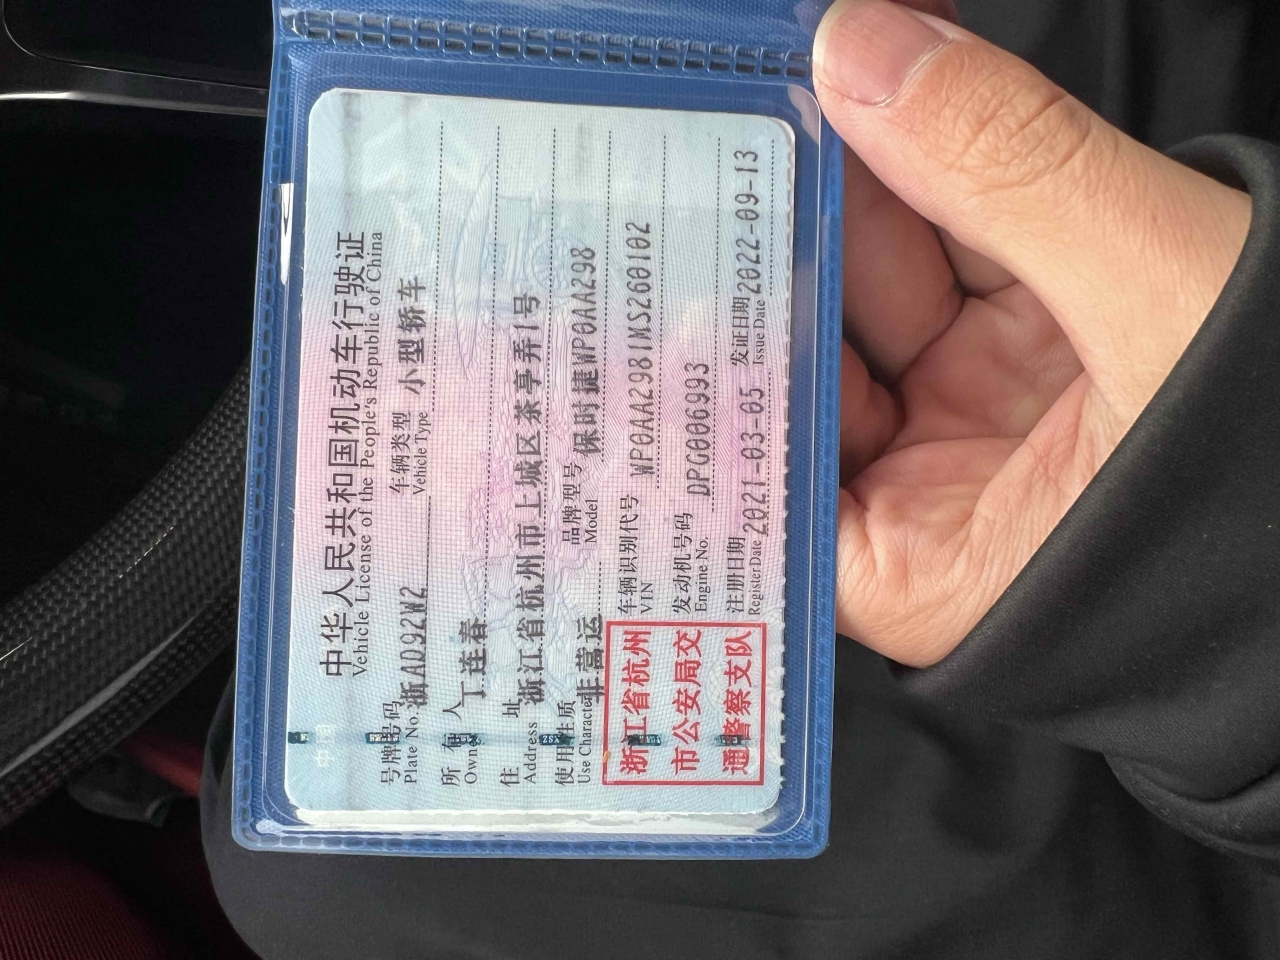 中华人民共和国机动车行驶证
Vehicle License of the People's Republic of China
号牌号码 浙AD92W2 车辆类型 小型轿车
Plate No. Vehicle Type
所有人 丁连春
Owner
住址 浙江省杭州市上城区茶亭弄1号
Address
使用性质 非营运 品牌型号 保时捷WP0AA298
Use Character Model
浙江省杭州
市公安局交
通警察支队
车辆识别代号 WP0AA2981MS260102
VIN
发动机号码 DPG006993
Engine No.
注册日期 2021-03-05 发证日期 2022-09-13
Register Date Issue Date